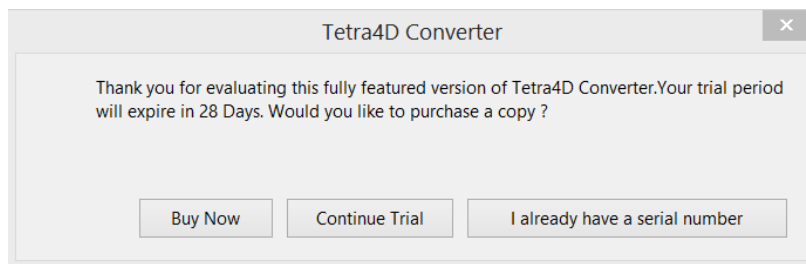 Tetra4D Converter
Thank you for evaluating this fully featured version of Tetra4D Converter.Your trial period
will expire in 28 Days. Would you like to purchase a copy ?
Buy Now Continue Trial I already have a serial number